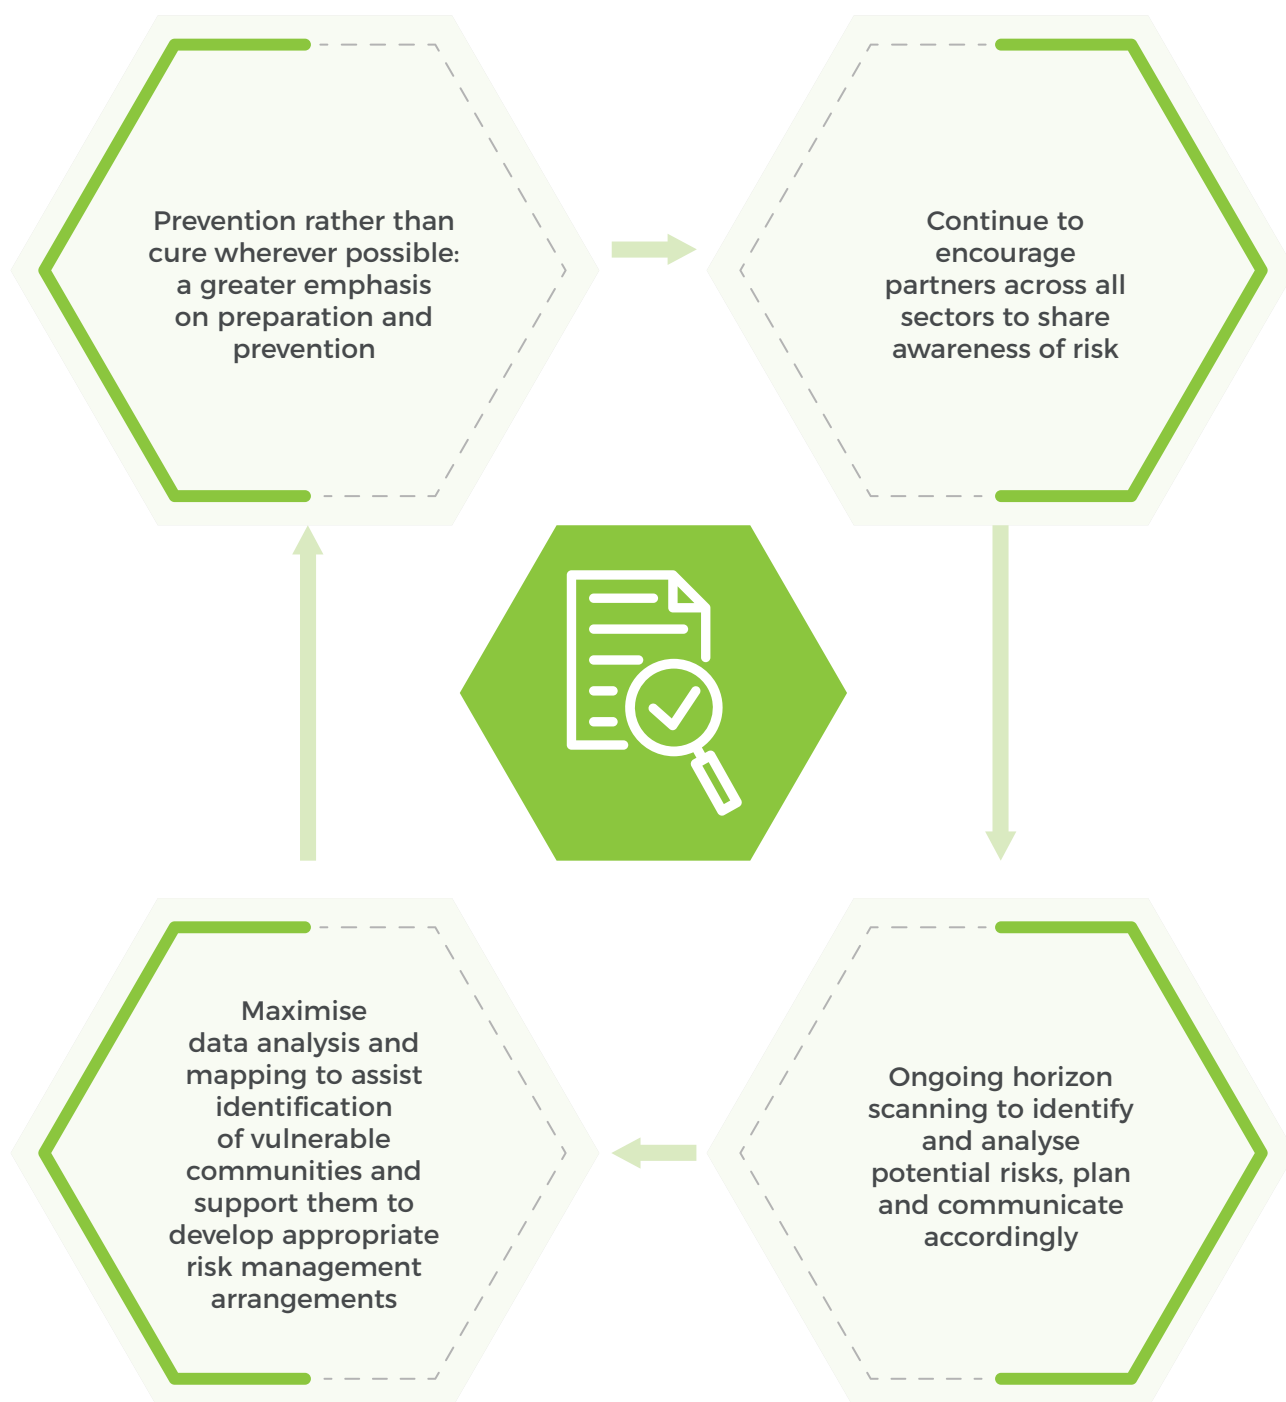 Prevention rather than
cure wherever possible:
a greater emphasis
on preparation and
prevention
Continue to
encourage
partners across all
sectors to share
awareness of risk
Ongoing horizon
scanning to identify
and analyse
potential risks, plan
and communicate
accordingly
Maximise
data analysis and
mapping to assist
identification
of vulnerable
communities and
support them to
develop appropriate
risk management
arrangements